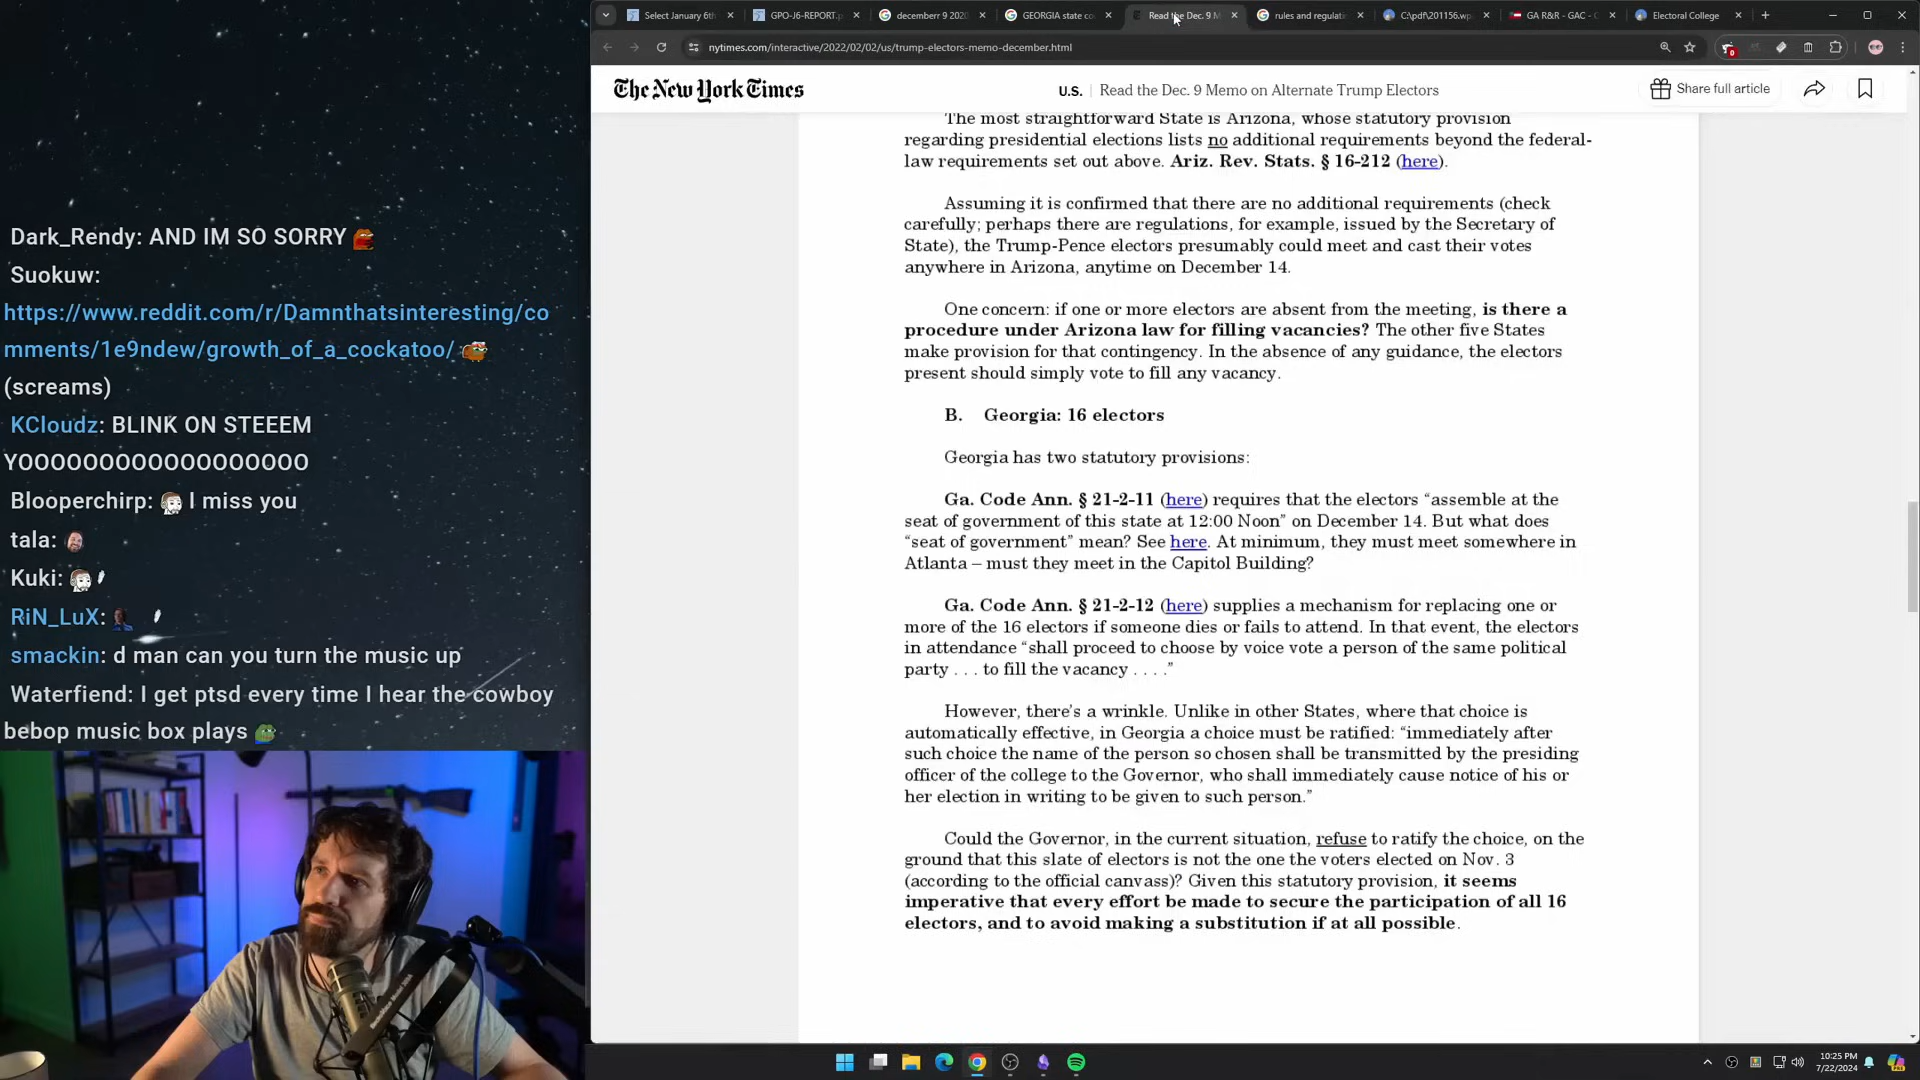 Select January 6th
GPO-J6-REPORT.p
decemberr 9 2020
GEORGIA state co
Read the Dec. 9 M
rules and regulati
C:\pdf\201156.wp
GA R&R - GAC - C
Electoral College
nytimes.com/interactive/2022/02/02/us/trump-electors-memo-december.html
0
The New York Times
U.S.
Read the Dec. 9 Memo on Alternate Trump Electors
Share full article
The most straightforward State is Arizona, whose statutory provision
regarding presidential elections lists no additional requirements beyond the federal-
law requirements set out above. Ariz. Rev. Stats. § 16-212 (here).
Assuming it is confirmed that there are no additional requirements (check
carefully; perhaps there are regulations, for example, issued by the Secretary of
State), the Trump-Pence electors presumably could meet and cast their votes
anywhere in Arizona, anytime on December 14.
One concern: if one or more electors are absent from the meeting, is there a
procedure under Arizona law for filling vacancies? The other five States
make provision for that contingency. In the absence of any guidance, the electors
present should simply vote to fill any vacancy.
B. Georgia: 16 electors
Georgia has two statutory provisions:
Ga. Code Ann. § 21-2-11 (here) requires that the electors “assemble at the
seat of government of this state at 12:00 Noon” on December 14. But what does
“seat of government” mean? See here. At minimum, they must meet somewhere in
Atlanta – must they meet in the Capitol Building?
Ga. Code Ann. § 21-2-12 (here) supplies a mechanism for replacing one or
more of the 16 electors if someone dies or fails to attend. In that event, the electors
in attendance “shall proceed to choose by voice vote a person of the same political
party . . . to fill the vacancy . . . .”
However, there’s a wrinkle. Unlike in other States, where that choice is
automatically effective, in Georgia a choice must be ratified: “immediately after
such choice the name of the person so chosen shall be transmitted by the presiding
officer of the college to the Governor, who shall immediately cause notice of his or
her election in writing to be given to such person.”
Could the Governor, in the current situation, refuse to ratify the choice, on the
ground that this slate of electors is not the one the voters elected on Nov. 3
(according to the official canvass)? Given this statutory provision, it seems
imperative that every effort be made to secure the participation of all 16
electors, and to avoid making a substitution if at all possible.
Dark_Rendy: AND IM SO SORRY
Suokuw:
https://www.reddit.com/r/Damnthatsinteresting/co
mments/1e9ndew/growth_of_a_cockatoo/
(screams)
KCloudz: BLINK ON STEEEM
YOOOOOOOOOOOOOOOOOO
Blooperchirp: I miss you
tala:
Kuki:
RiN_LuX:
smackin: d man can you turn the music up
Waterfiend: I get ptsd every time I hear the cowboy
bebop music box plays
10:25 PM
7/22/2024